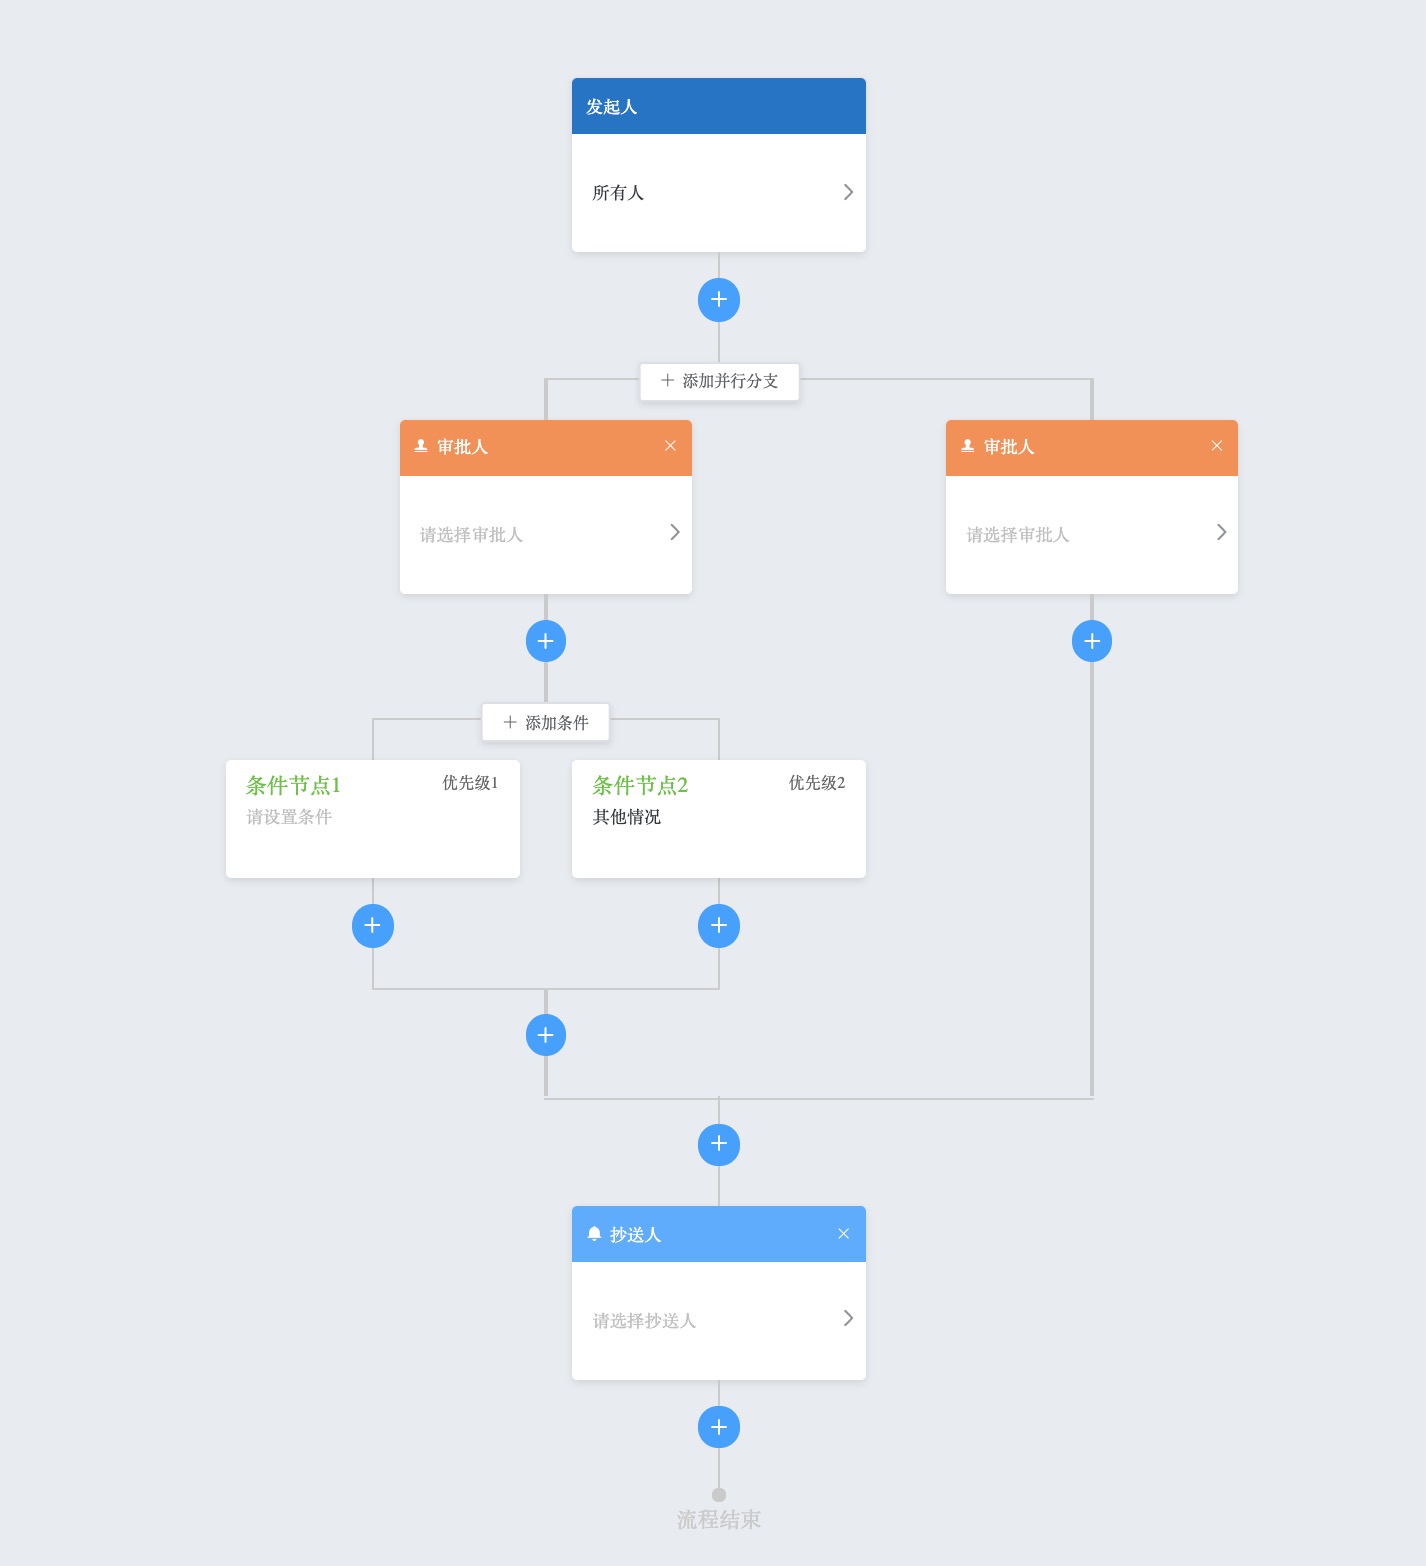 发起人
所有人
添加并行分支
审批人
请选择审批人
审批人
请选择审批人
添加条件
条件节点1 优先级1
请设置条件
条件节点2 优先级2
其他情况
抄送人
请选择抄送人
流程结束